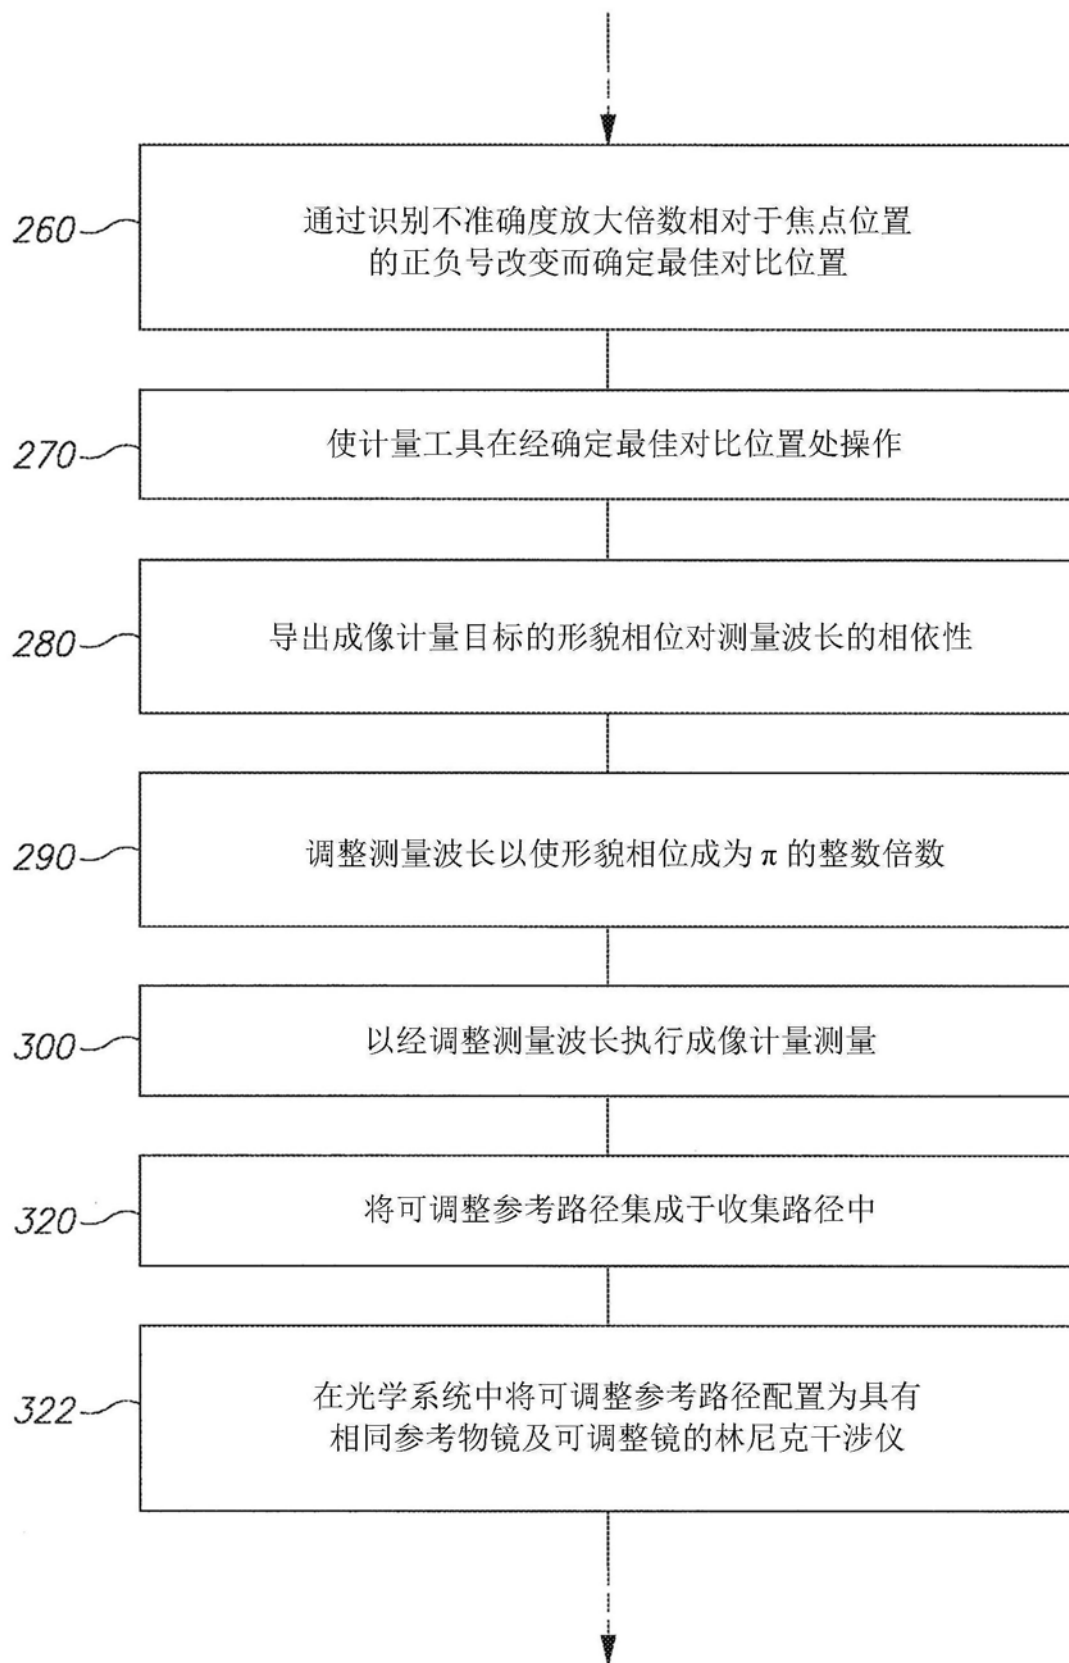 260
通过识别不准确度放大倍数相对于焦点位置
的正负号改变而确定最佳对比位置
270
使计量工具在经确定最佳对比位置处操作
280
导出成像计量目标的形貌相位对测量波长的相依性
290
调整测量波长以使形貌相位成为 π 的整数倍数
300
以经调整测量波长执行成像计量测量
320
将可调整参考路径集成于收集路径中
322
在光学系统中将可调整参考路径配置为具有
相同参考物镜及可调整镜的林尼克干涉仪